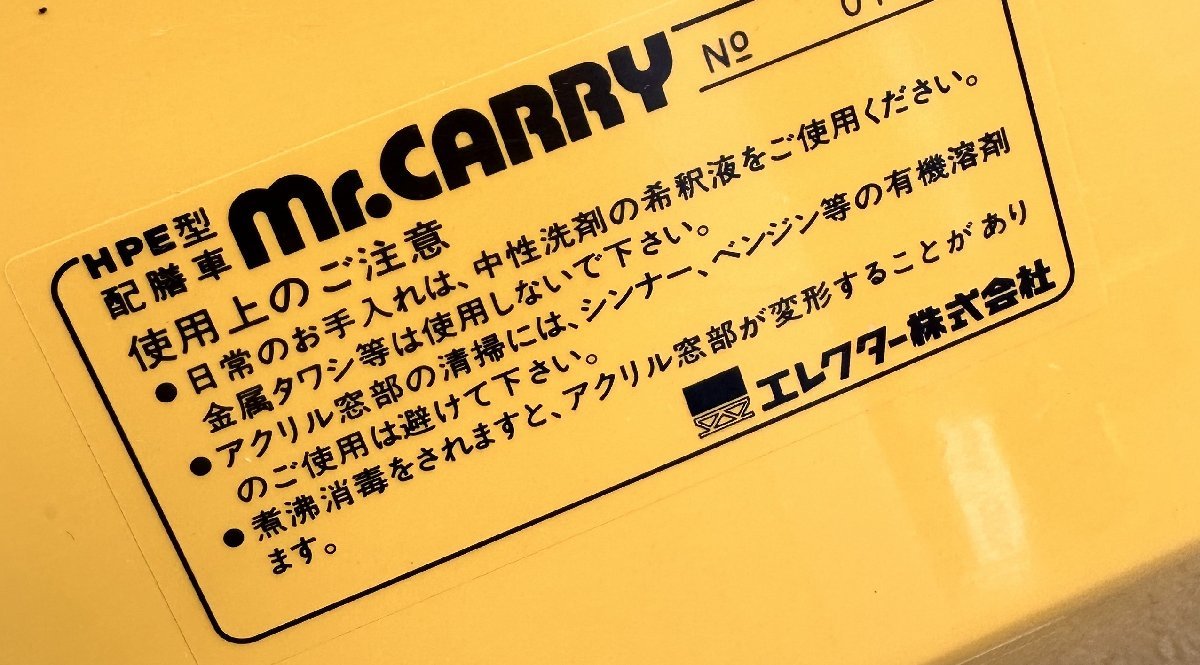 HPE型
配膳車
Mr.CARRY
No
使用上のご注意
●日常のお手入れは、中性洗剤の希釈液をご使用ください。
金属タワシ等は使用しないで下さい。
●アクリル窓部の清掃には、シンナー、ベンジン等の有機溶剤
のご使用は避けて下さい。
●煮沸消毒をされますと、アクリル窓部が変形することがあり
ます。
エレクター株式会社